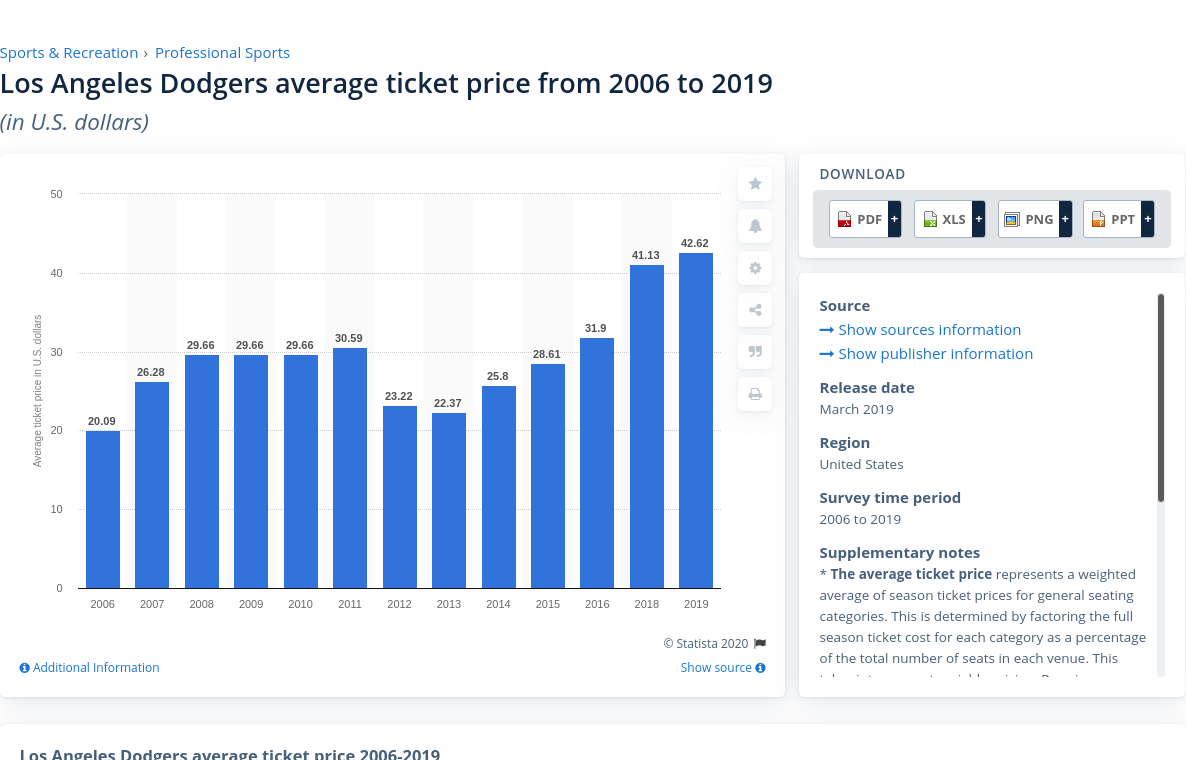 Sports & Recreation › Professional Sports
Los Angeles Dodgers average ticket price from 2006 to 2019
(in U.S. dollars)
Average ticket price in U.S. dollars
50
40
30
20
10
0
20.09
26.28
29.66
29.66
29.66
30.59
23.22
22.37
25.8
28.61
31.9
41.13
42.62
2006 2007 2008 2009 2010 2011 2012 2013 2014 2015 2016 2018 2019
© Statista 2020
Additional Information
Show source
DOWNLOAD
PDF + XLS + PNG + PPT +
Source
Show sources information
Show publisher information
Release date
March 2019
Region
United States
Survey time period
2006 to 2019
Supplementary notes
* The average ticket price represents a weighted
average of season ticket prices for general seating
categories. This is determined by factoring the full
season ticket cost for each category as a percentage
of the total number of seats in each venue. This
Los Angeles Dodgers average ticket price 2006-2019